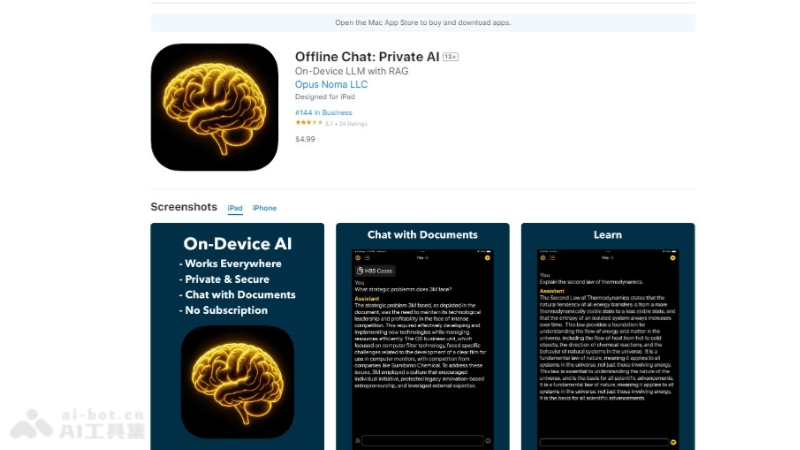 Open the Mac App Store to buy and download apps.
Offline Chat: Private AI 13+
On-Device LLM with RAG
Opus Noma LLC
Designed for iPad
#144 in Business
3.7 • 24 Ratings
$4.99
Screenshots iPad iPhone
On-Device AI
- Works Everywhere
- Private & Secure
- Chat with Documents
- No Subscription
Chat with Documents
HBS Cases
You
What strategic problemm does 3M face?
Assistant
The strategic problem 3M faced, as depicted in the
document, was the need to maintain its technological
leadership and profitability in the face of intense
competition. This required effectively developing and
implementing new technologies while managing
resources efficiently. The OS business unit, which
focused on computer filter technology, faced specific
challenges related to the development of a clear film for
use in computer monitors, with competition from
companies like Sumitomo Chemical. To address these
issues, 3M employed a culture that encouraged
individual initiative, protected legacy innovation-based
entrepreneurship, and leveraged external expertise.
Learn
You
Explain the second law of thermodynamics.
Assistant
The Second Law of Thermodynamics states that the
natural tendency of all energy transfers is from a more
thermodynamically stable state to a less stable state, and
that the entropy of an isolated system always increases
over time. This law provides a foundation for
understanding the flow of energy and matter in the
universe, including the flow of heat from hot to cold
objects, the direction of chemical reactions, and the
behavior of natural systems in the universe. It is a
fundamental law of nature, meaning it applies to all
systems in the universe, not just those involving energy.
This law is essential to understanding the nature of the
universe, and is the basis for all scientific advancements.
It is a fundamental law of nature, meaning it applies to all
systems in the universe, not just those involving energy.
It is the basis for all scientific advancements.
ai-bot.cn
AI工具集